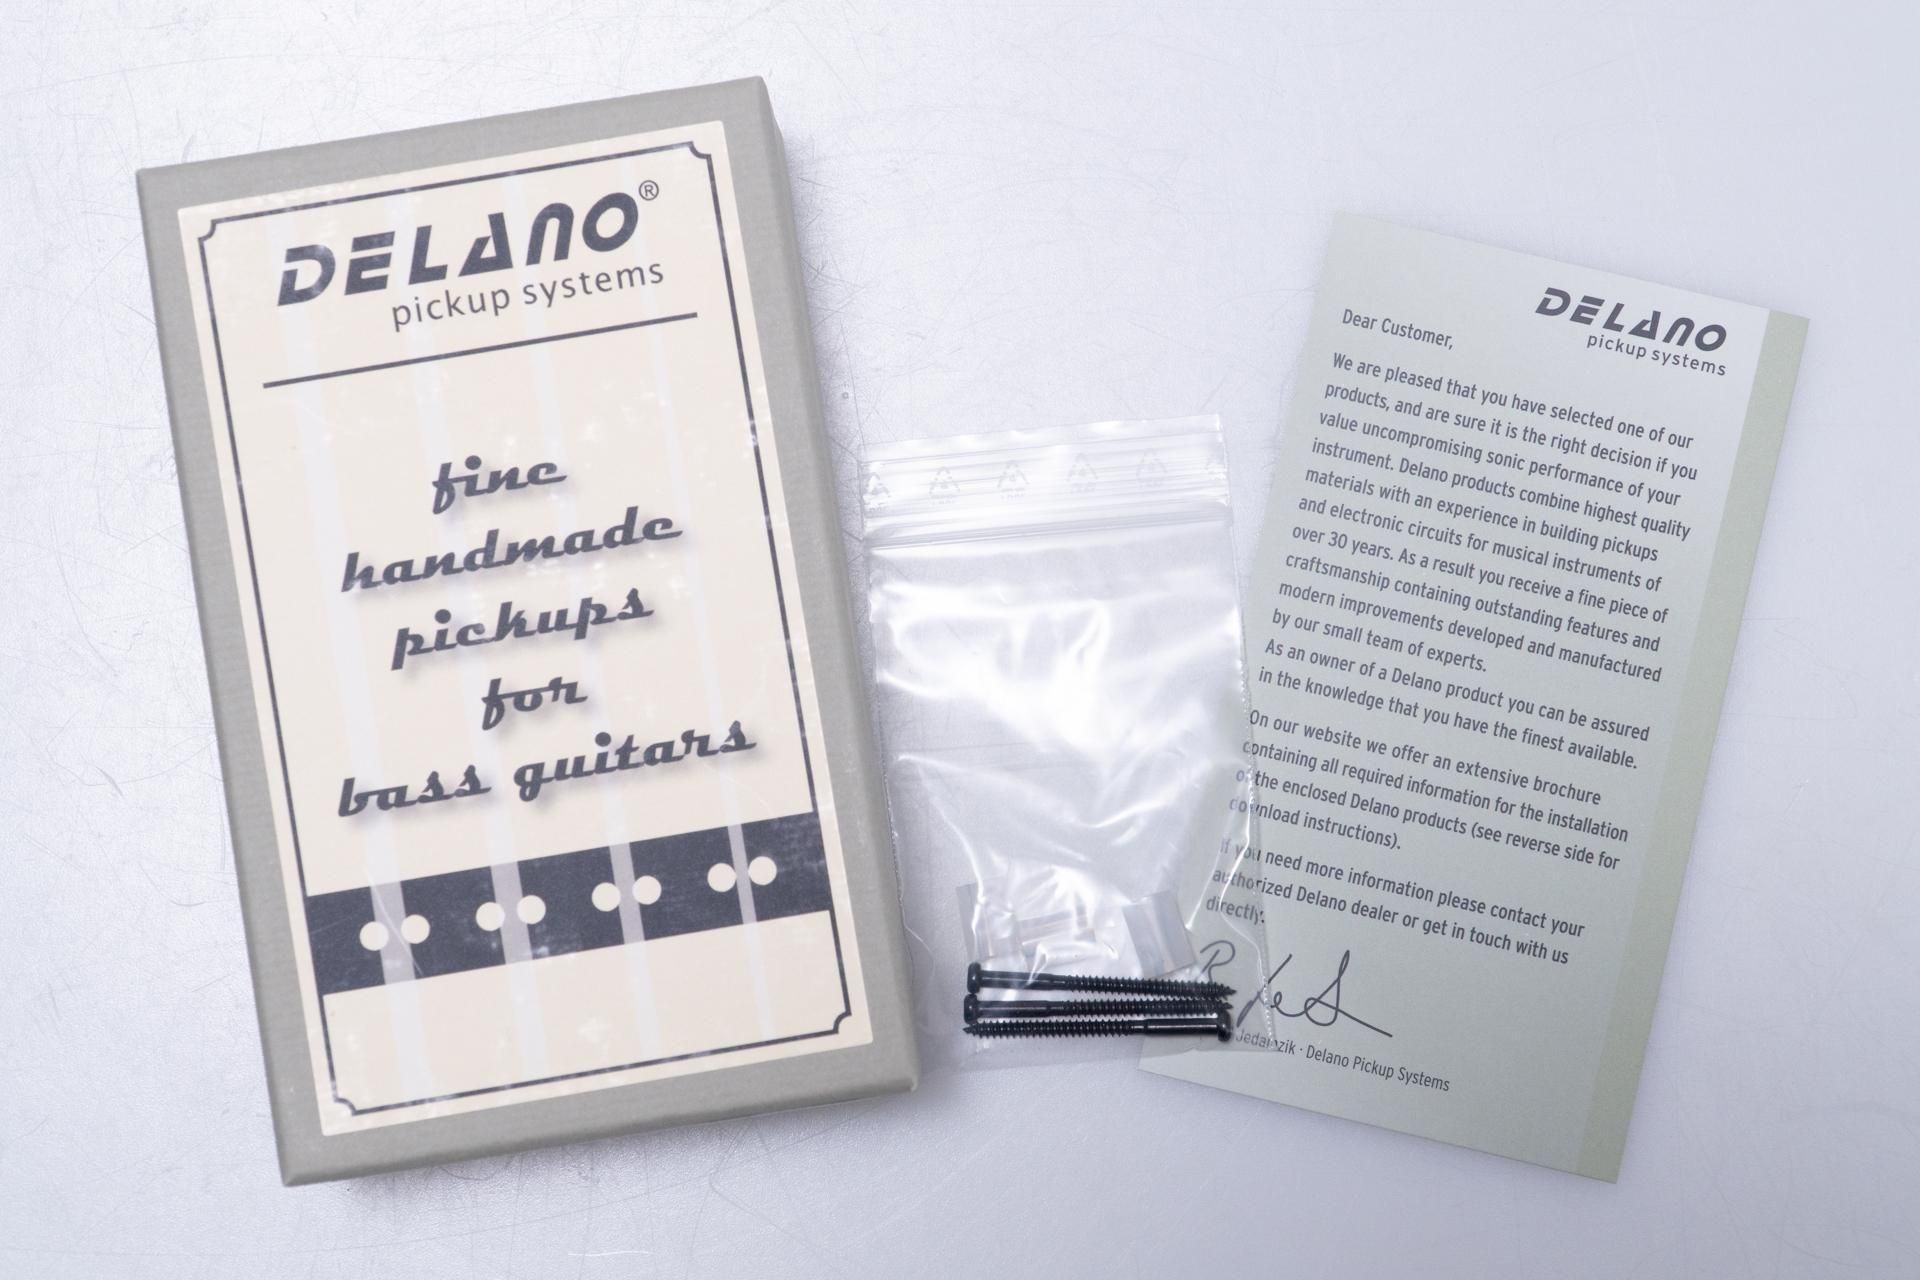 DELANO®
pickup systems
fine
handmade
pickups
for
bass guitars
DELANO
pickup systems
Dear Customer,
We are pleased that you have selected one of our
products, and are sure it is the right decision if you
value uncompromising sonic performance of your
instrument. Delano products combine highest quality
materials with an experience in building pickups
and electronic circuits for musical instruments of
over 30 years. As a result you receive a fine piece of
craftsmanship containing outstanding features and
modern improvements developed and manufactured
by our small team of experts.
As an owner of a Delano product you can be assured
in the knowledge that you have the finest available.
On our website we offer an extensive brochure
containing all required information for the installation
of the enclosed Delano products (see reverse side for
download instructions).
If you need more information please contact your
authorized Delano dealer or get in touch with us
directly.
· Delano Pickup Systems